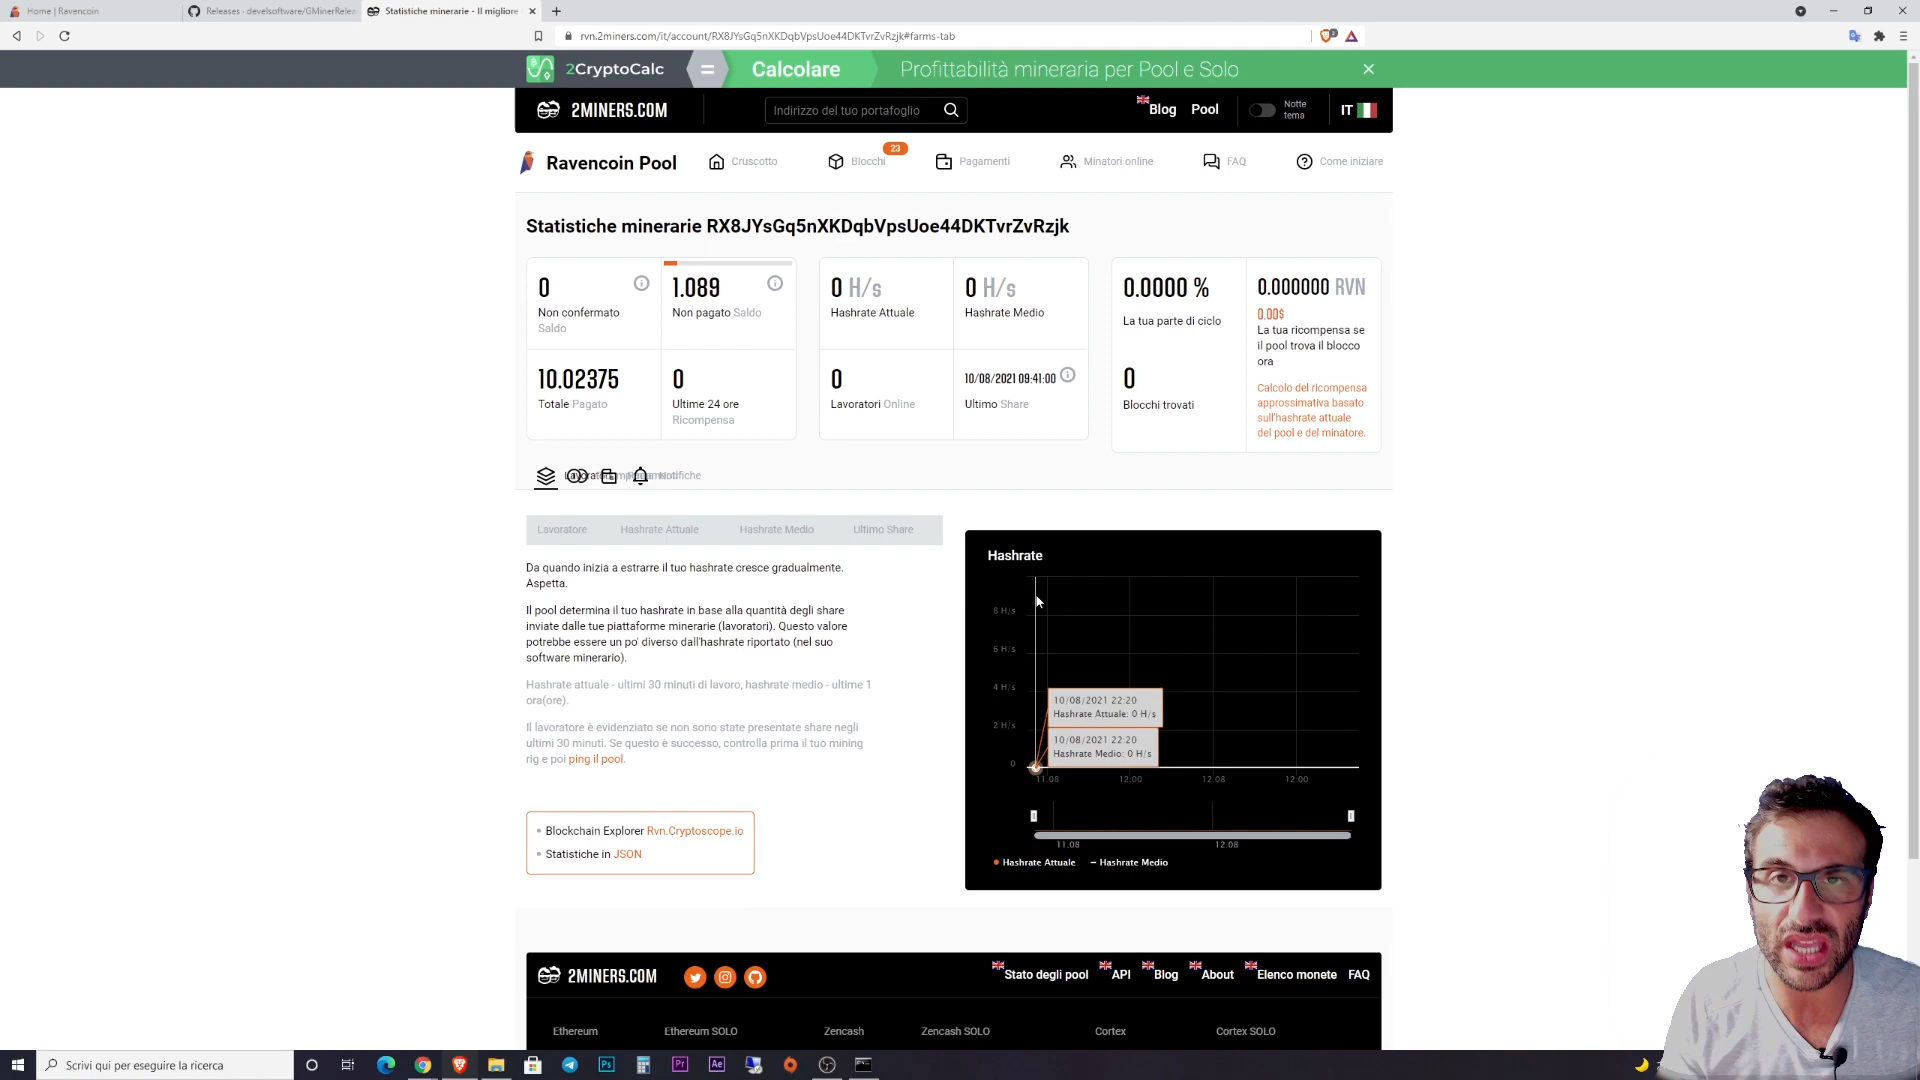 Home | Ravencoin
Releases · develsoftware/GMinerRelea
Statistiche minerarie - Il migliore
rvn.2miners.com/it/account/RX8JYsGq5nXKDqbVpsUoe44DKTvrZvRzjk#farms-tab
2CryptoCalc
=
Calcolare
Profittabilità mineraria per Pool e Solo
2MINERS.COM
Indirizzo del tuo portafoglio
Blog
Pool
Notte
tema
IT
Ravencoin Pool
Cruscotto
Blocchi
23
Pagamenti
Minatori online
FAQ
Come iniziare
Statistiche minerarie RX8JYsGq5nXKDqbVpsUoe44DKTvrZvRzjk
0
Non confermato
Saldo
1.089
Non pagato Saldo
10.02375
Totale Pagato
0
Ultime 24 ore
Ricompensa
0 H/s
Hashrate Attuale
0 H/s
Hashrate Medio
0
Lavoratori Online
10/08/2021 09:41:00
Ultimo Share
0.0000 %
La tua parte di ciclo
0
Blocchi trovati
0.000000 RVN
0.00$
La tua ricompensa se
il pool trova il blocco
ora
Calcolo del ricompensa
approssimativa basato
sull'hashrate attuale
del pool e del minatore.
Lavoratore
Hashrate Attuale
Hashrate Medio
Ultimo Share
Da quando inizia a estrarre il tuo hashrate cresce gradualmente.
Aspetta.
Il pool determina il tuo hashrate in base alla quantità degli share
inviate dalle tue piattaforme minerarie (lavoratori). Questo valore
potrebbe essere un po' diverso dall'hashrate riportato (nel suo
software minerario).
Hashrate attuale - ultimi 30 minuti di lavoro, hashrate medio - ultime 1
ora(ore).
Il lavoratore è evidenziato se non sono state presentate share negli
ultimi 30 minuti. Se questo è successo, controlla prima il tuo mining
rig e poi ping il pool.
Blockchain Explorer Rvn.Cryptoscope.io
Statistiche in JSON
Hashrate
8 H/s
6 H/s
4 H/s
2 H/s
0
10/08/2021 22:20
Hashrate Attuale: 0 H/s
10/08/2021 22:20
Hashrate Medio: 0 H/s
11.08
12:00
12.08
12:00
11.08
12.08
Hashrate Attuale
Hashrate Medio
2MINERS.COM
Stato degli pool
API
Blog
About
Elenco monete
FAQ
Ethereum
Ethereum SOLO
Zencash
Zencash SOLO
Cortex
Cortex SOLO
Scrivi qui per eseguire la ricerca
Ps
Pr
Ae